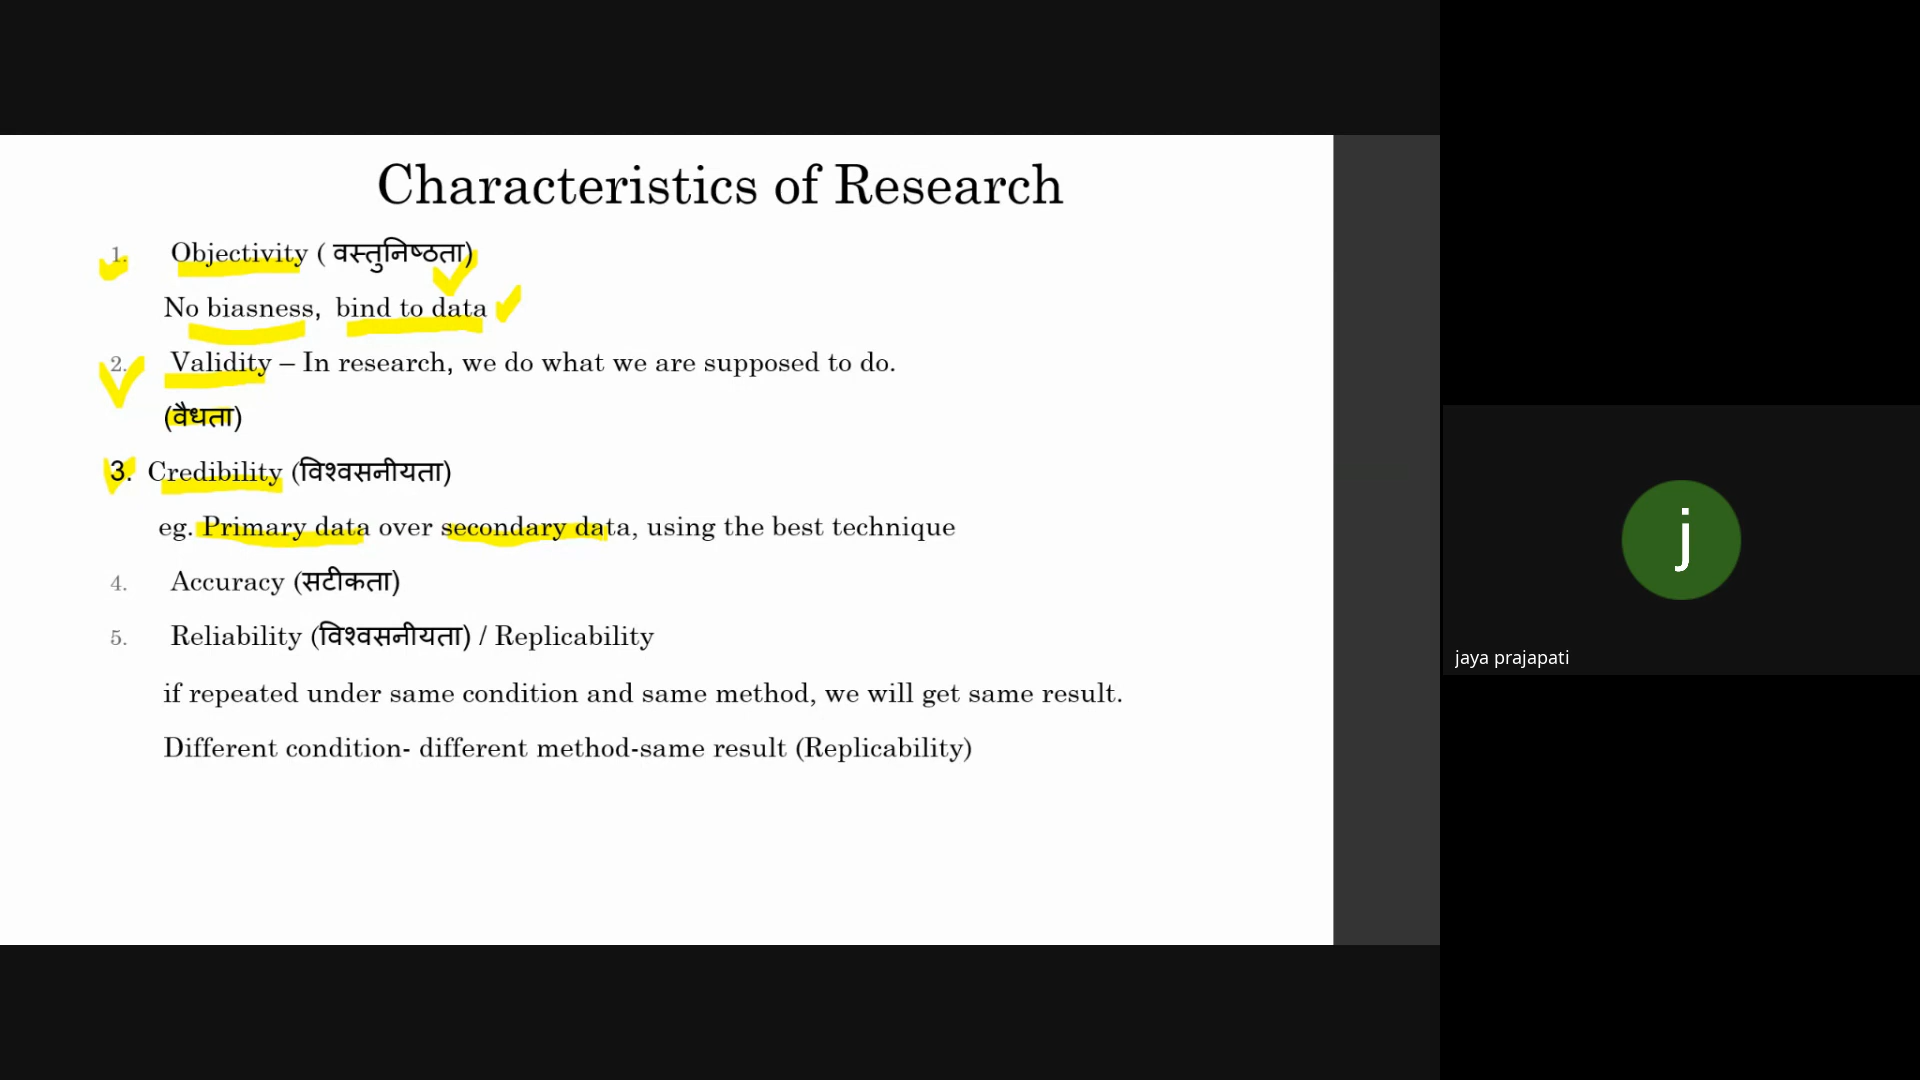 Characteristics of Research
1. Objectivity ( वस्तुनिष्ठता)
No biasness, bind to data
2. Validity – In research, we do what we are supposed to do.
(वैधता)
3. Credibility (विश्वसनीयता)
eg. Primary data over secondary data, using the best technique
4. Accuracy (सटीकता)
5. Reliability (विश्वसनीयता) / Replicability
if repeated under same condition and same method, we will get same result.
Different condition- different method-same result (Replicability)
j
jaya prajapati